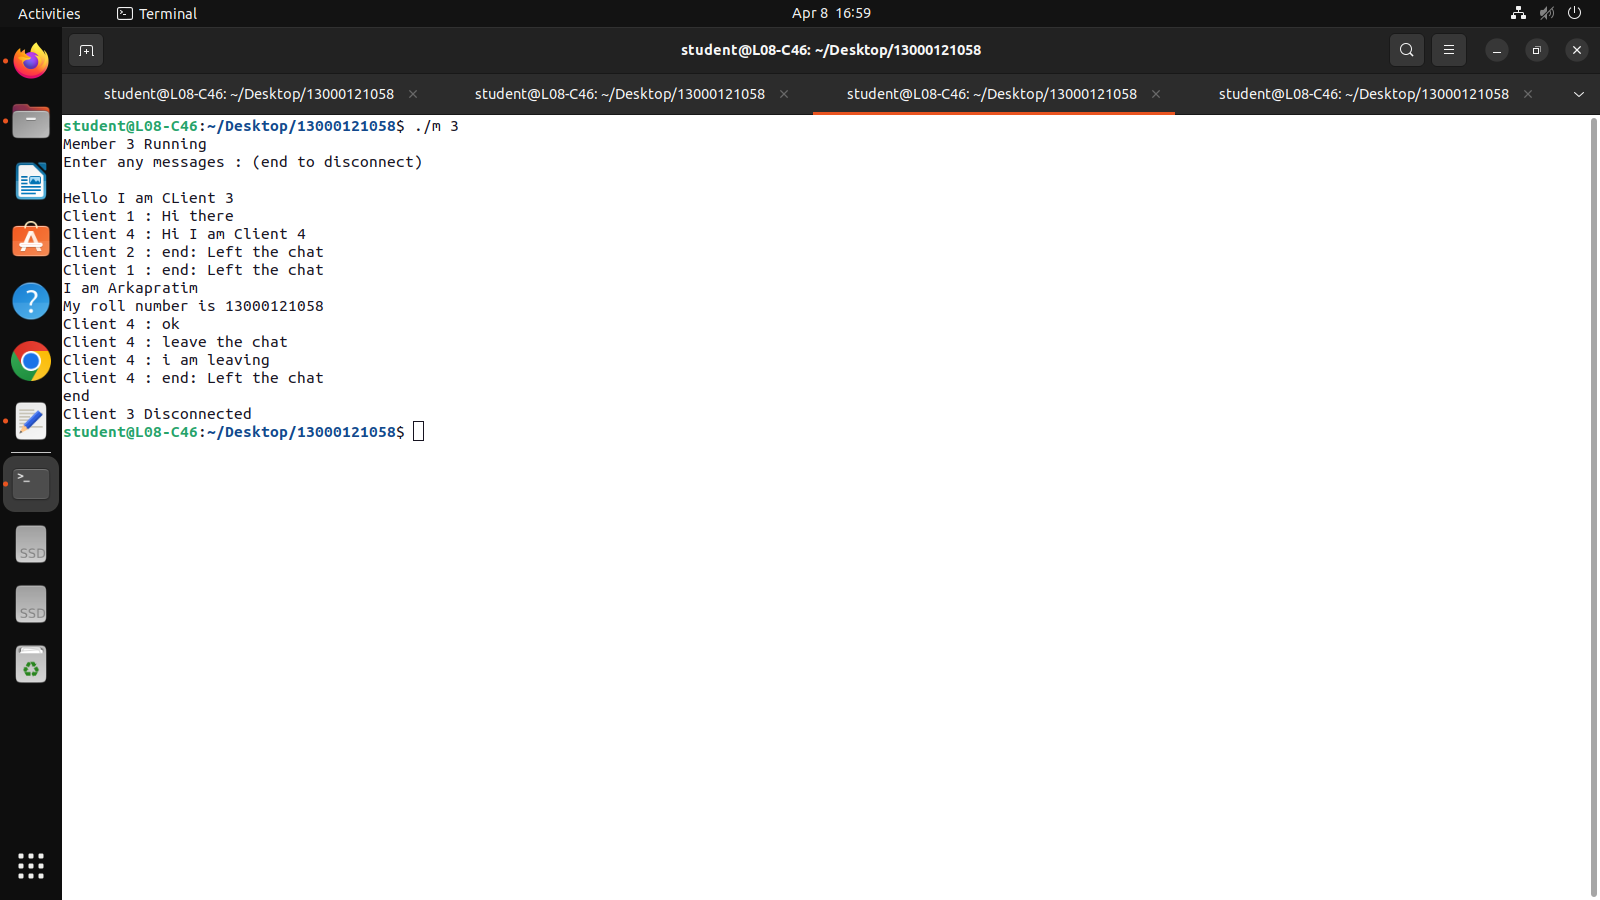 Activities
Terminal
Apr 8 16:59
student@L08-C46: ~/Desktop/13000121058
student@L08-C46: ~/Desktop/13000121058
student@L08-C46: ~/Desktop/13000121058
student@L08-C46: ~/Desktop/13000121058
student@L08-C46: ~/Desktop/13000121058
student@L08-C46:~/Desktop/13000121058$ ./m 3
Member 3 Running
Enter any messages : (end to disconnect)
Hello I am CLient 3
Client 1 : Hi there
Client 4 : Hi I am Client 4
Client 2 : end: Left the chat
Client 1 : end: Left the chat
I am Arkapratim
My roll number is 13000121058
Client 4 : ok
Client 4 : leave the chat
Client 4 : i am leaving
Client 4 : end: Left the chat
end
Client 3 Disconnected
student@L08-C46:~/Desktop/13000121058$
SSD
SSD